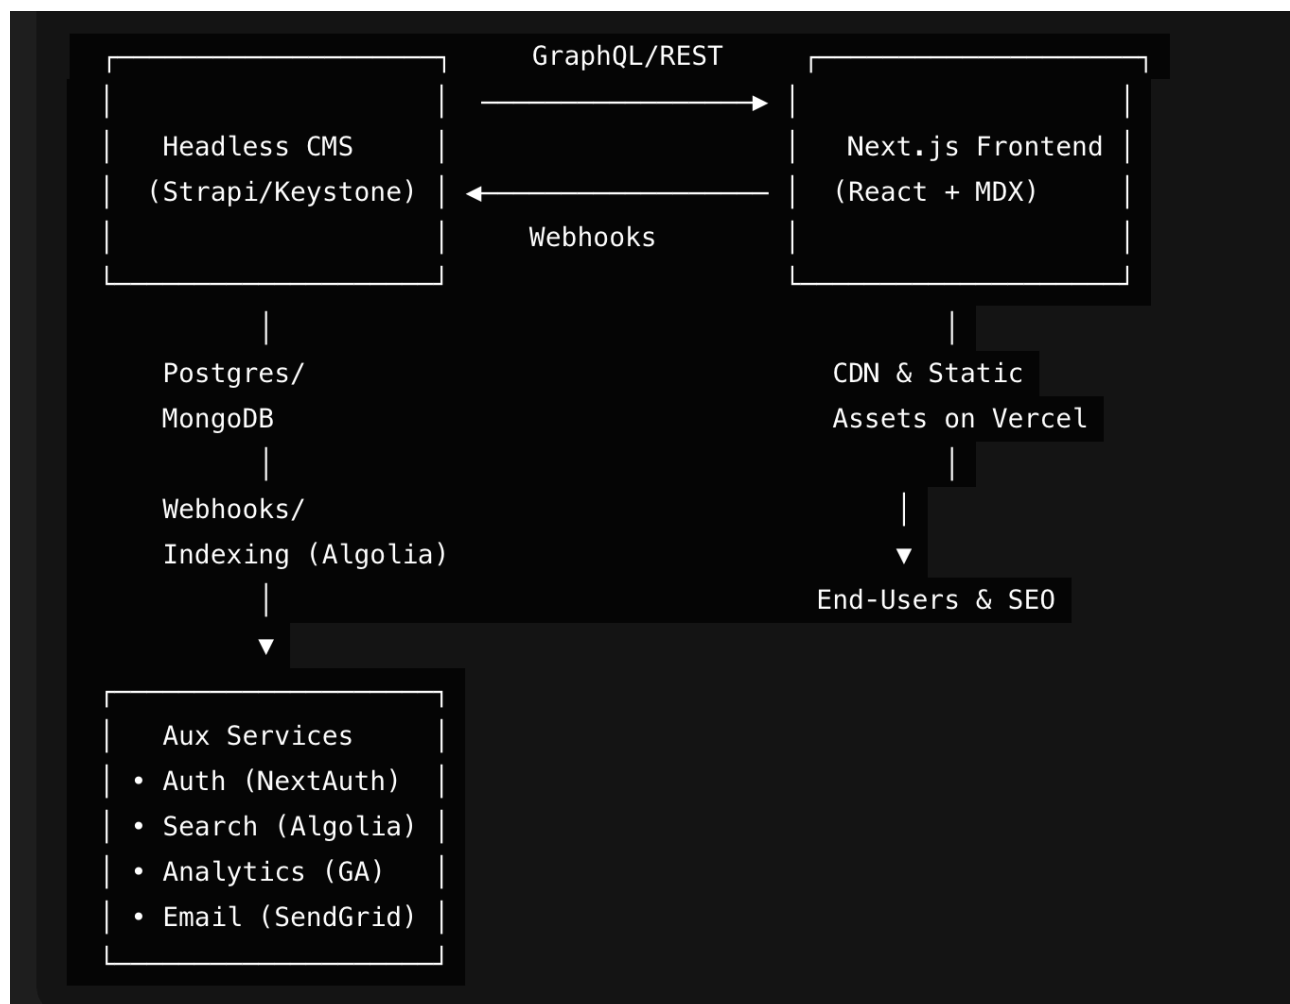 GraphQL/REST
Headless CMS
(Strapi/Keystone)
Next.js Frontend
(React + MDX)
Webhooks
Postgres/
MongoDB
Webhooks/
Indexing (Algolia)
CDN & Static
Assets on Vercel
End-Users & SEO
Aux Services
• Auth (NextAuth)
• Search (Algolia)
• Analytics (GA)
• Email (SendGrid)